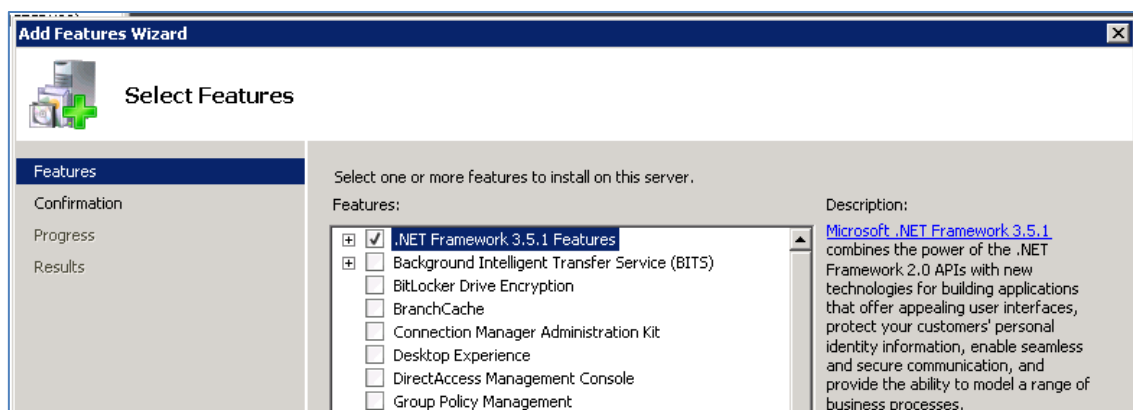 Add Features Wizard
Select Features
Features
Confirmation
Progress
Results
Select one or more features to install on this server.
Features:
.NET Framework 3.5.1 Features
Background Intelligent Transfer Service (BITS)
BitLocker Drive Encryption
BranchCache
Connection Manager Administration Kit
Desktop Experience
DirectAccess Management Console
Group Policy Management
Description:
Microsoft .NET Framework 3.5.1
combines the power of the .NET
Framework 2.0 APIs with new
technologies for building applications
that offer appealing user interfaces,
protect your customers' personal
identity information, enable seamless
and secure communication, and
provide the ability to model a range of
business processes.